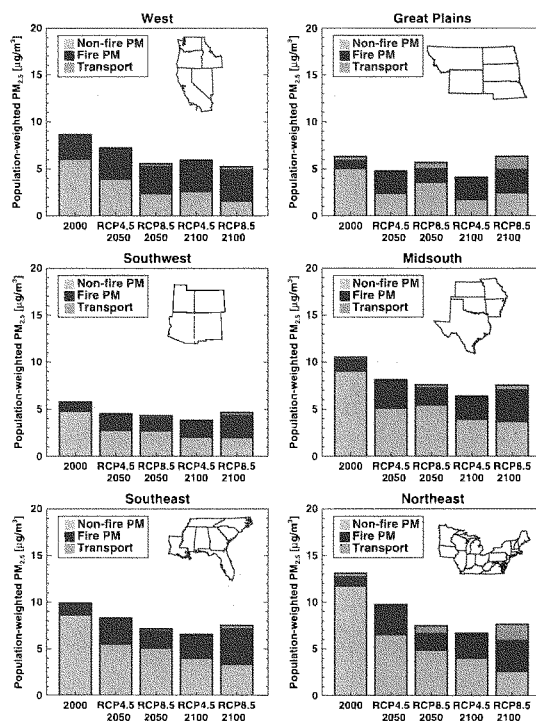 West
Population-weighted PM2.5 [μg/m³]
20
15
10
5
0
Non-fire PM
Fire PM
Transport
2000
RCP4.5 2050
RCP8.5 2050
RCP4.5 2100
RCP8.5 2100
Great Plains
Population-weighted PM2.5 [μg/m³]
20
15
10
5
0
Non-fire PM
Fire PM
Transport
2000
RCP4.5 2050
RCP8.5 2050
RCP4.5 2100
RCP8.5 2100
Southwest
Population-weighted PM2.5 [μg/m³]
20
15
10
5
0
Non-fire PM
Fire PM
Transport
2000
RCP4.5 2050
RCP8.5 2050
RCP4.5 2100
RCP8.5 2100
Midsouth
Population-weighted PM2.5 [μg/m³]
20
15
10
5
0
Non-fire PM
Fire PM
Transport
2000
RCP4.5 2050
RCP8.5 2050
RCP4.5 2100
RCP8.5 2100
Southeast
Population-weighted PM2.5 [μg/m³]
20
15
10
5
0
Non-fire PM
Fire PM
Transport
2000
RCP4.5 2050
RCP8.5 2050
RCP4.5 2100
RCP8.5 2100
Northeast
Population-weighted PM2.5 [μg/m³]
20
15
10
5
0
Non-fire PM
Fire PM
Transport
2000
RCP4.5 2050
RCP8.5 2050
RCP4.5 2100
RCP8.5 2100